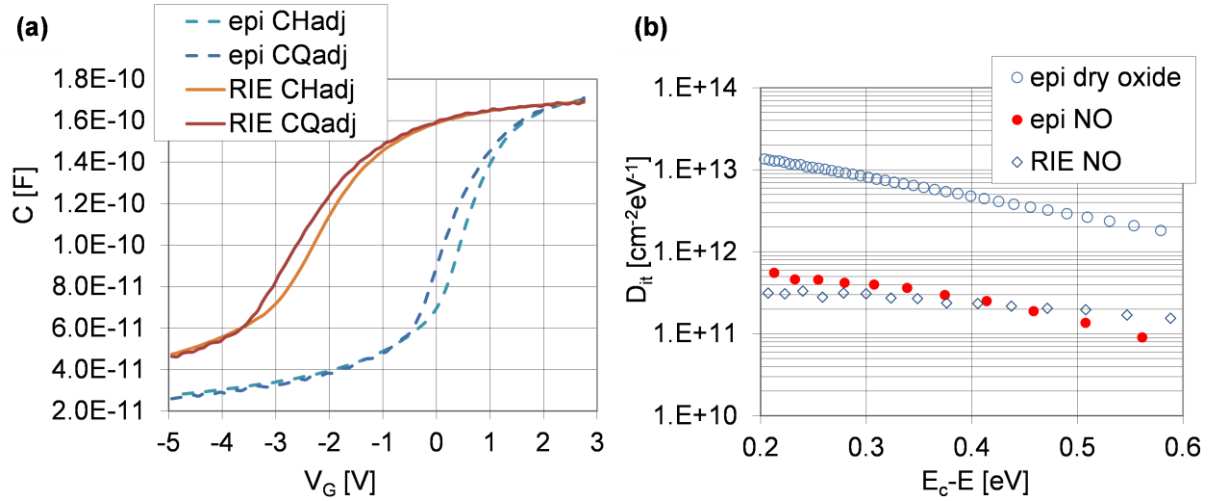 (a)
epi CHadj
epi CQadj
RIE CHadj
RIE CQadj
1.8E-10
1.6E-10
1.4E-10
1.2E-10
1.0E-10
8.0E-11
6.0E-11
4.0E-11
2.0E-11
C [F]
-5 -4 -3 -2 -1 0 1 2 3
V_G [V]
(b)
epi dry oxide
epi NO
RIE NO
1.E+14
1.E+13
1.E+12
1.E+11
1.E+10
D_it [cm⁻²eV⁻¹]
0.2 0.3 0.4 0.5 0.6
E_c-E [eV]